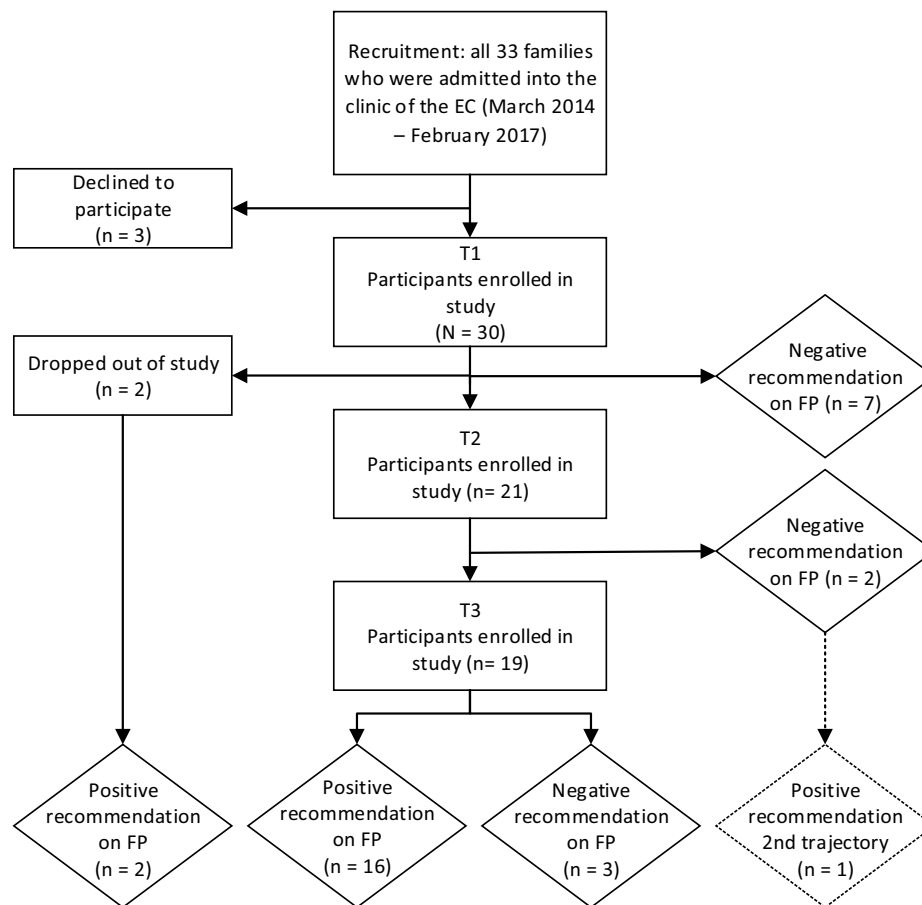 Recruitment: all 33 families
who were admitted into the
clinic of the EC (March 2014
– February 2017)
Declined to
participate
(n = 3)
T1
Participants enrolled in
study
(N = 30)
Dropped out of study
(n = 2)
Negative
recommendation
on FP (n = 7)
T2
Participants enrolled in
study (n= 21)
Negative
recommendation
on FP (n = 2)
T3
Participants enrolled in
study (n= 19)
Positive
recommendation
on FP
(n = 2)
Positive
recommendation
on FP
(n = 16)
Negative
recommendation
on FP
(n = 3)
Positive
recommendation
2nd trajectory
(n = 1)